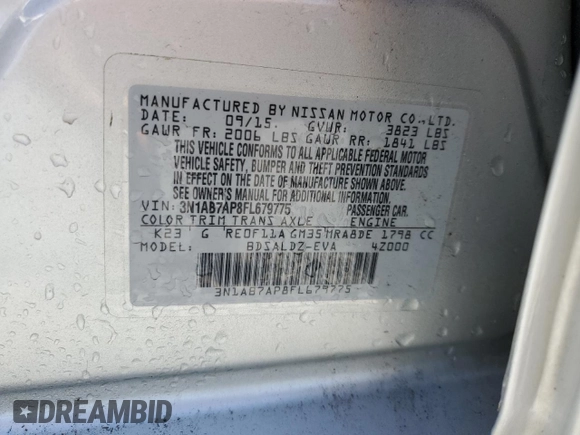 MANUFACTURED BY NISSAN MOTOR CO.,LTD.
DATE: 09/15 GVWR: 3823 LBS
GAWR FR: 2006 LBS GAWR RR: 1841 LBS
THIS VEHICLE CONFORMS TO ALL APPLICABLE FEDERAL MOTOR
VEHICLE SAFETY, BUMPER AND THEFT PREVENTION STANDARDS
IN EFFECT ON THE DATE OF MANUFACTURE SHOWN ABOVE.
SEE OWNER'S MANUAL FOR ADDITIONAL INFORMATION.
VIN: 3N1AB7AP8FL679775 PASSENGER CAR
COLOR TRIM TRANS AXLE ENGINE
K23 G RE0F11A GM35 MRA8DE 1798 CC
MODEL: BDSALDZ-EVA 4Z000
3N1AB7AP8FL679775
DREAMBID